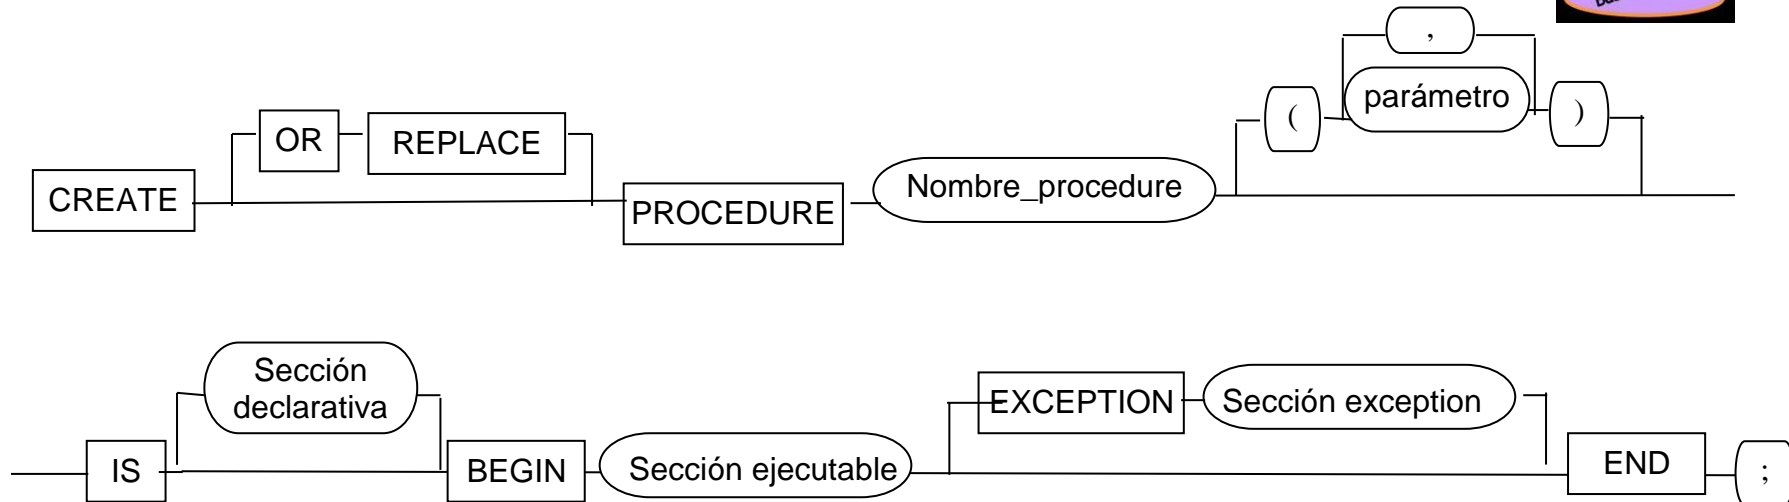 ,
( parámetro )
OR REPLACE
CREATE PROCEDURE Nombre_procedure
Sección
declarativa
EXCEPTION Sección exception
IS BEGIN Sección ejecutable END ;